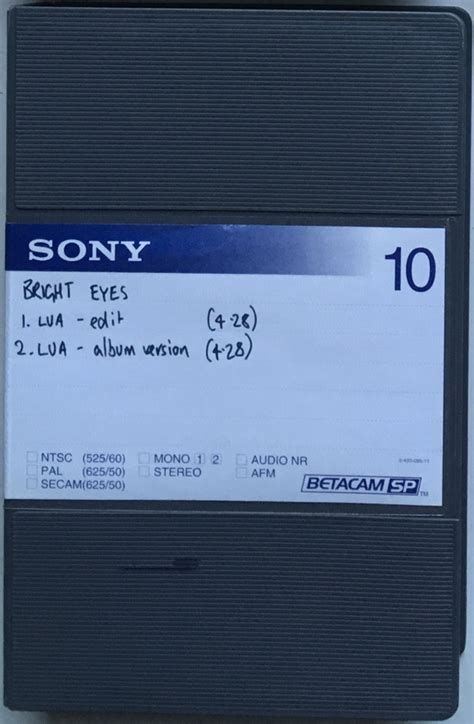 SONY 10
BRIGHT EYES
1. LUA - edit (4.28)
2. LUA - album version (4.28)
NTSC (525/60) MONO 1 2 AUDIO NR
PAL (625/50) STEREO AFM
SECAM(625/50)
BETACAM SP TM